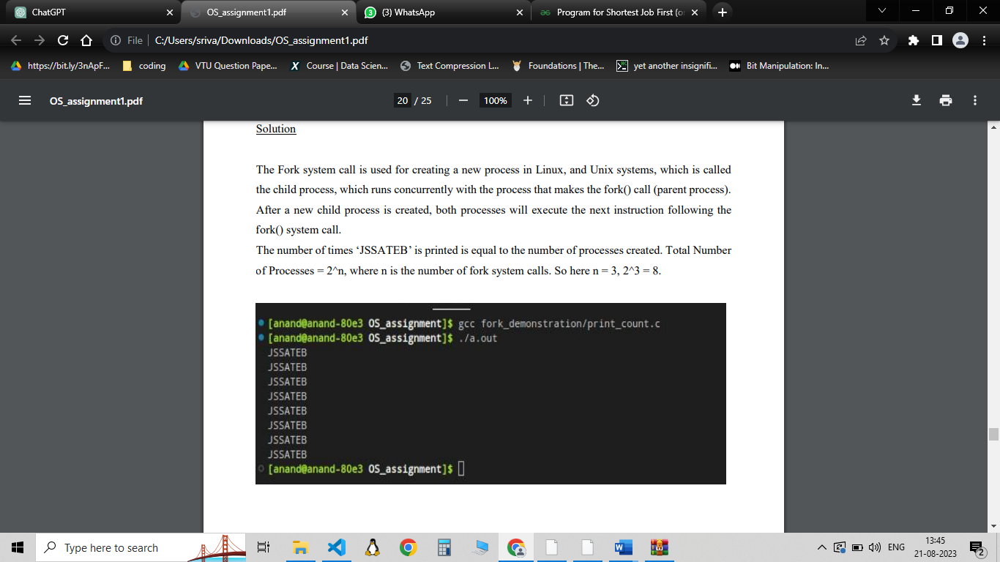 ChatGPT
OS_assignment1.pdf
(3) WhatsApp
Program for Shortest Job First (o
File
C:/Users/sriva/Downloads/OS_assignment1.pdf
https://bit.ly/3nApF...
coding
VTU Question Pape...
Course | Data Scien...
Text Compression L...
Foundations | The...
yet another insignifi...
Bit Manipulation: In...
OS_assignment1.pdf
20 / 25
100%
Solution
The Fork system call is used for creating a new process in Linux, and Unix systems, which is called
the child process, which runs concurrently with the process that makes the fork() call (parent process).
After a new child process is created, both processes will execute the next instruction following the
fork() system call.
The number of times ‘JSSATEB’ is printed is equal to the number of processes created. Total Number
of Processes = 2^n, where n is the number of fork system calls. So here n = 3, 2^3 = 8.
[anand@anand-80e3 OS_assignment]$ gcc fork_demonstration/print_count.c
[anand@anand-80e3 OS_assignment]$ ./a.out
JSSATEB
JSSATEB
JSSATEB
JSSATEB
JSSATEB
JSSATEB
JSSATEB
JSSATEB
[anand@anand-80e3 OS_assignment]$
Type here to search
ENG
13:45
21-08-2023
2